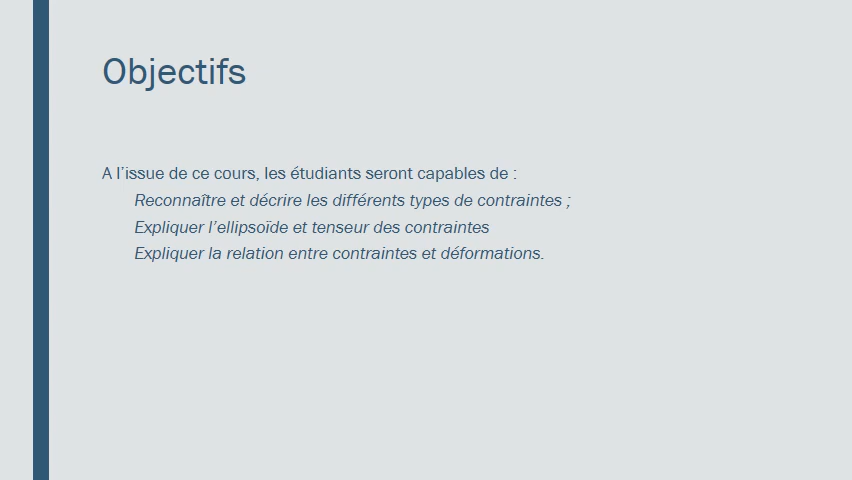 Objectifs
A l'issue de ce cours, les étudiants seront capables de :
Reconnaître et décrire les différents types de contraintes ;
Expliquer l'ellipsoïde et tenseur des contraintes
Expliquer la relation entre contraintes et déformations.